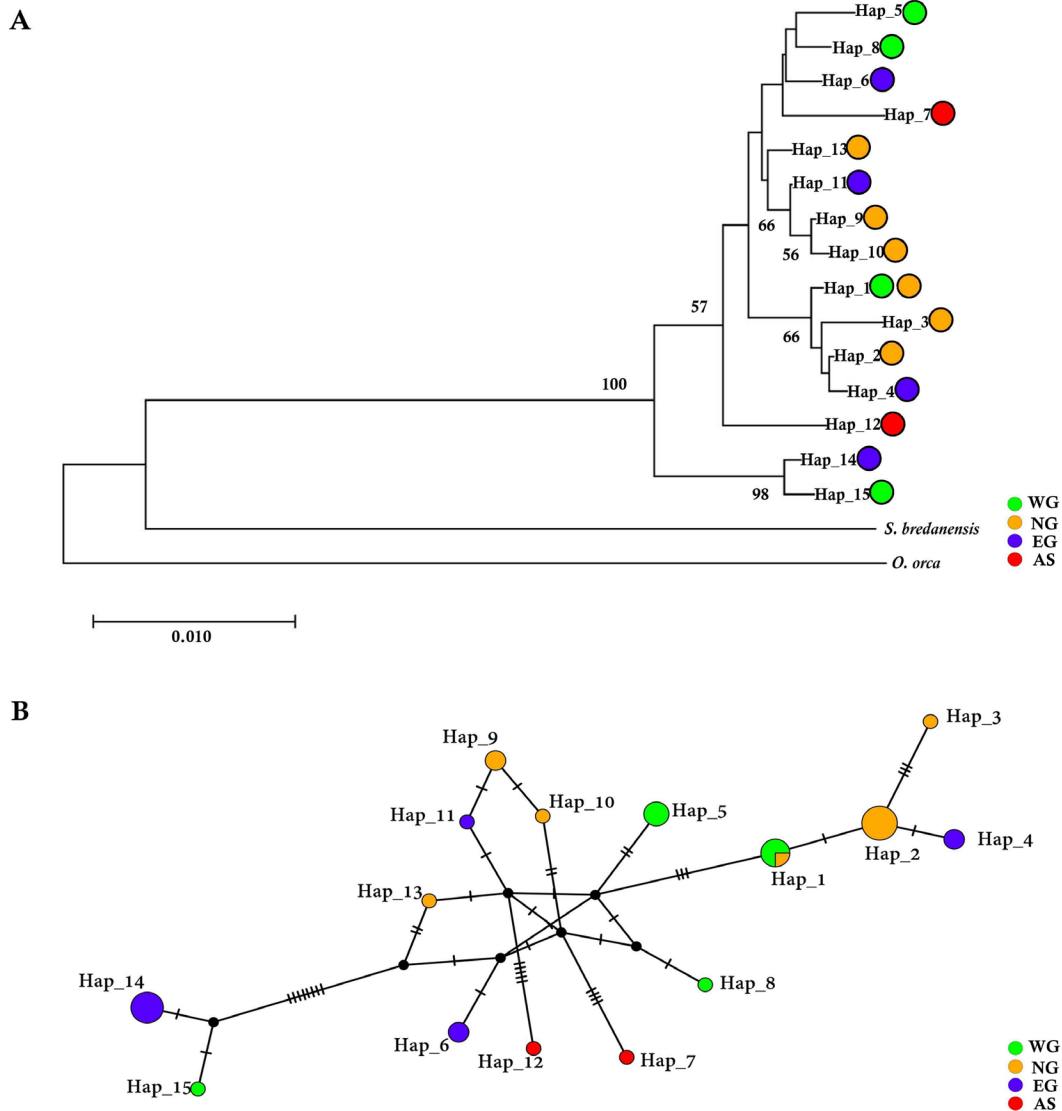 A
Hap_5
Hap_8
Hap_6
Hap_7
Hap_13
Hap_11
Hap_9
66
Hap_10
56
Hap_1
57
Hap_3
66
Hap_2
100
Hap_4
Hap_12
Hap_14
98
Hap_15
S. bredanensis
O. orca
WG
NG
EG
AS
0.010
B
Hap_3
Hap_9
Hap_10
Hap_5
Hap_11
Hap_4
Hap_2
Hap_1
Hap_13
Hap_14
Hap_8
Hap_6
Hap_12
Hap_7
Hap_15
WG
NG
EG
AS